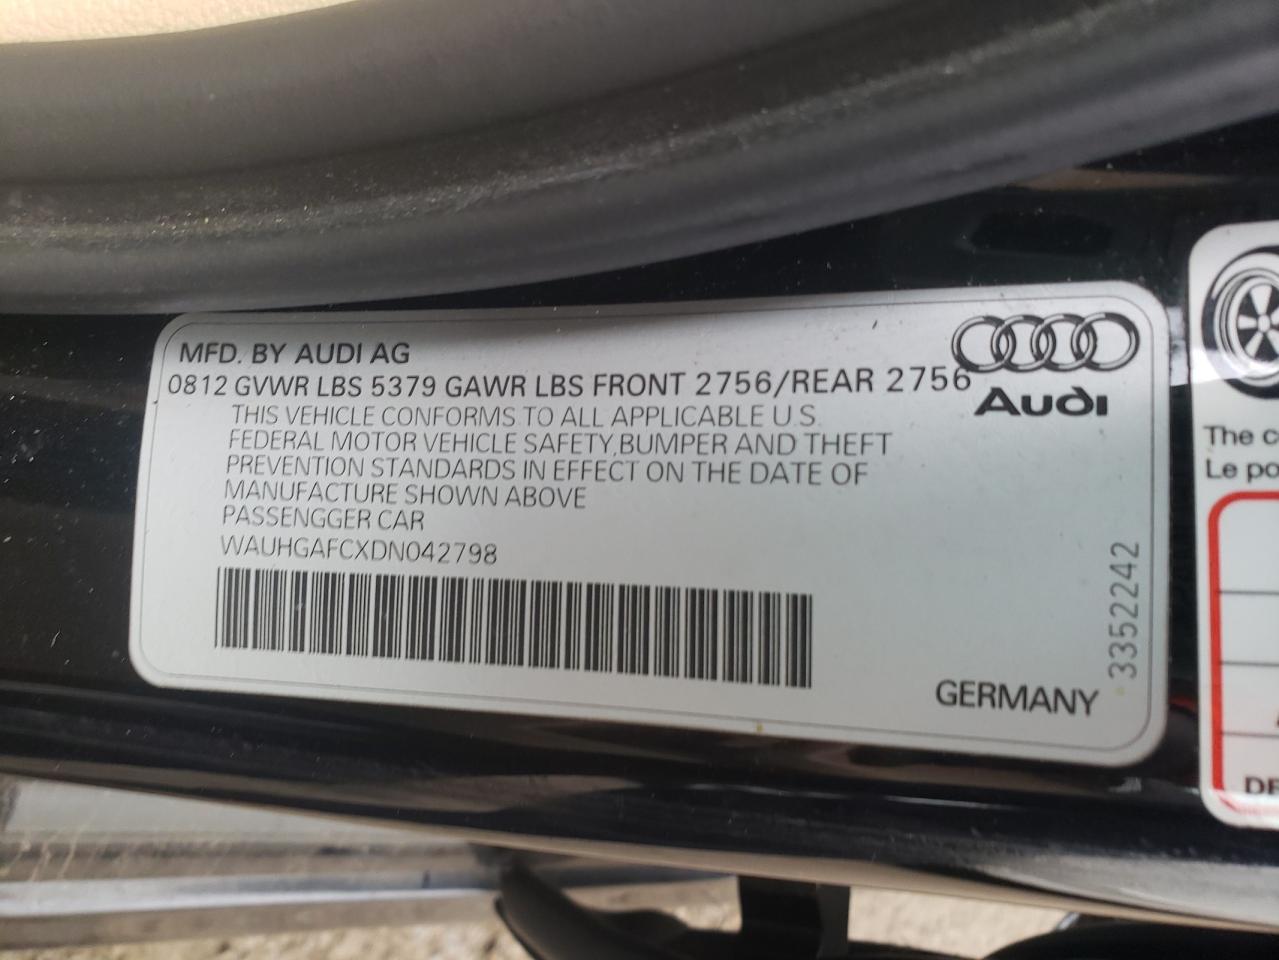 MFD. BY AUDI AG
0812 GVWR LBS 5379 GAWR LBS FRONT 2756/REAR 2756
THIS VEHICLE CONFORMS TO ALL APPLICABLE U.S.
FEDERAL MOTOR VEHICLE SAFETY,BUMPER AND THEFT
PREVENTION STANDARDS IN EFFECT ON THE DATE OF
MANUFACTURE SHOWN ABOVE
PASSENGGER CAR
WAUHGAFCXDN042798
Audi
GERMANY
3352242
The
Le